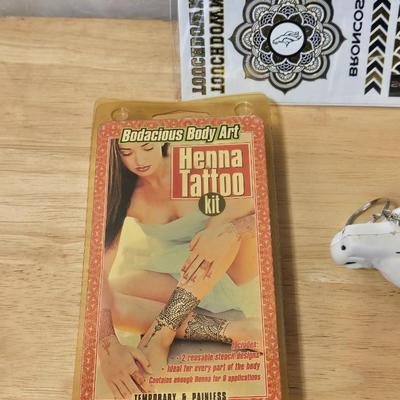 TOUCHDOWN
TOUCHDOWN
BRONCOS
Bodacious Body Art
Henna
Tattoo
kit
Includes:
• 2 reusable stencil designs
• Ideal for every part of the body
• Contains enough Henna for 8 applications
TEMPORARY & PAINLESS